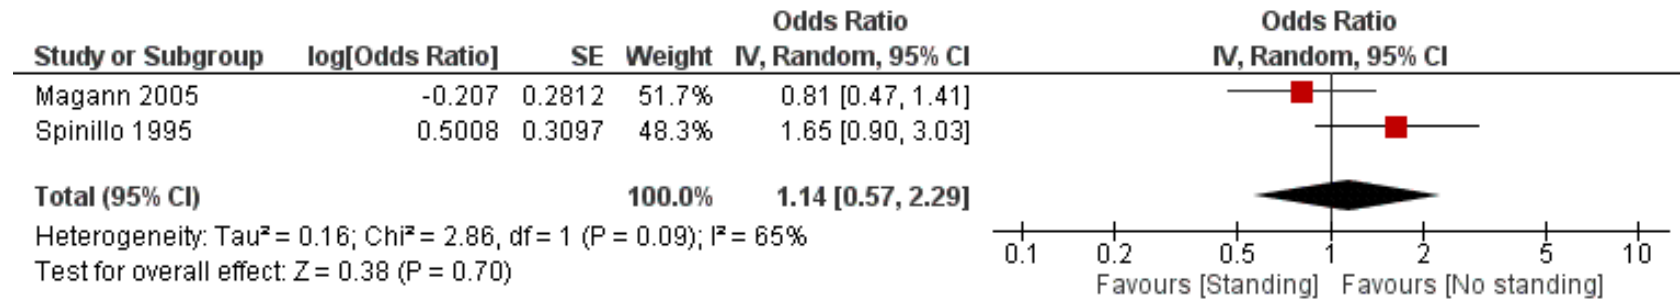 Odds Ratio Odds Ratio
Study or Subgroup log[Odds Ratio] SE Weight IV, Random, 95% CI IV, Random, 95% CI
Magann 2005 -0.207 0.2812 51.7% 0.81 [0.47, 1.41]
Spinillo 1995 0.5008 0.3097 48.3% 1.65 [0.90, 3.03]
Total (95% CI) 100.0% 1.14 [0.57, 2.29]
Heterogeneity: Tau² = 0.16; Chi² = 2.86, df = 1 (P = 0.09); I² = 65%
Test for overall effect: Z = 0.38 (P = 0.70)
0.1 0.2 0.5 1 2 5 10
Favours [Standing] Favours [No standing]